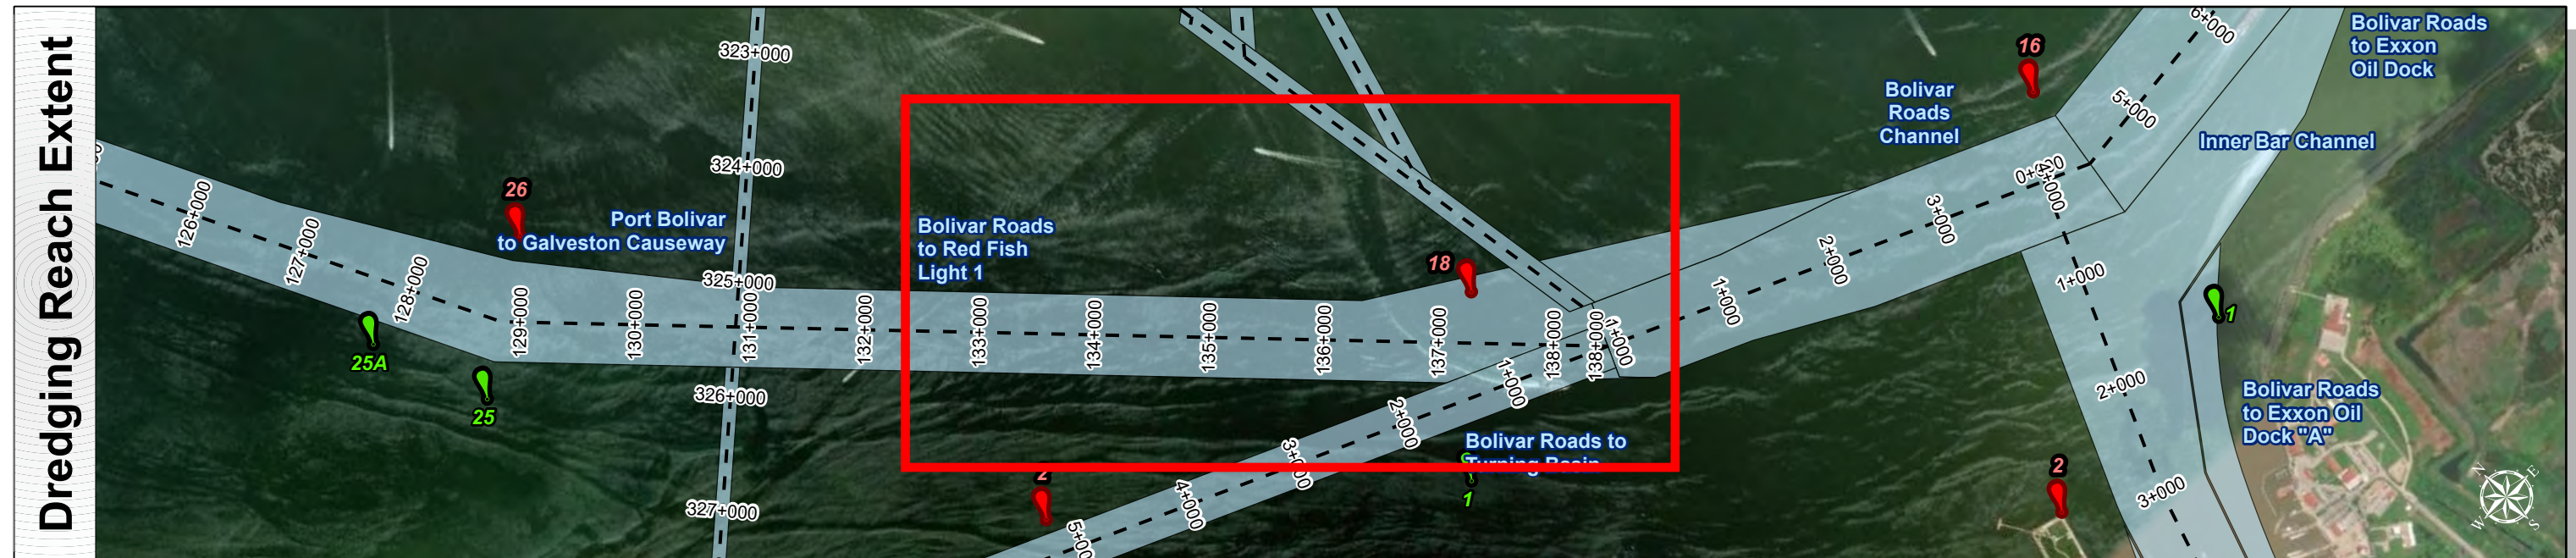 Dredging Reach Extent
323+000
324+000
325+000
326+000
327+000
126+000
127+000
128+000
129+000
130+000
131+000
132+000
133+000
134+000
135+000
136+000
137+000
138+000
138+000
26
25A
25
Port Bolivar
to Galveston Causeway
Bolivar Roads
to Red Fish
Light 1
18
1+000
2+000
3+000
4+000
2
Bolivar Roads to
Turning Basin
1
1+000
2+000
3+000
Bolivar
Roads
Channel
16
6+000
5+000
4+000
Bolivar Roads
to Exxon
Oil Dock
Inner Bar Channel
1+000
2+000
3+000
1
Bolivar Roads
to Exxon Oil
Dock "A"
2
N
E
S
W